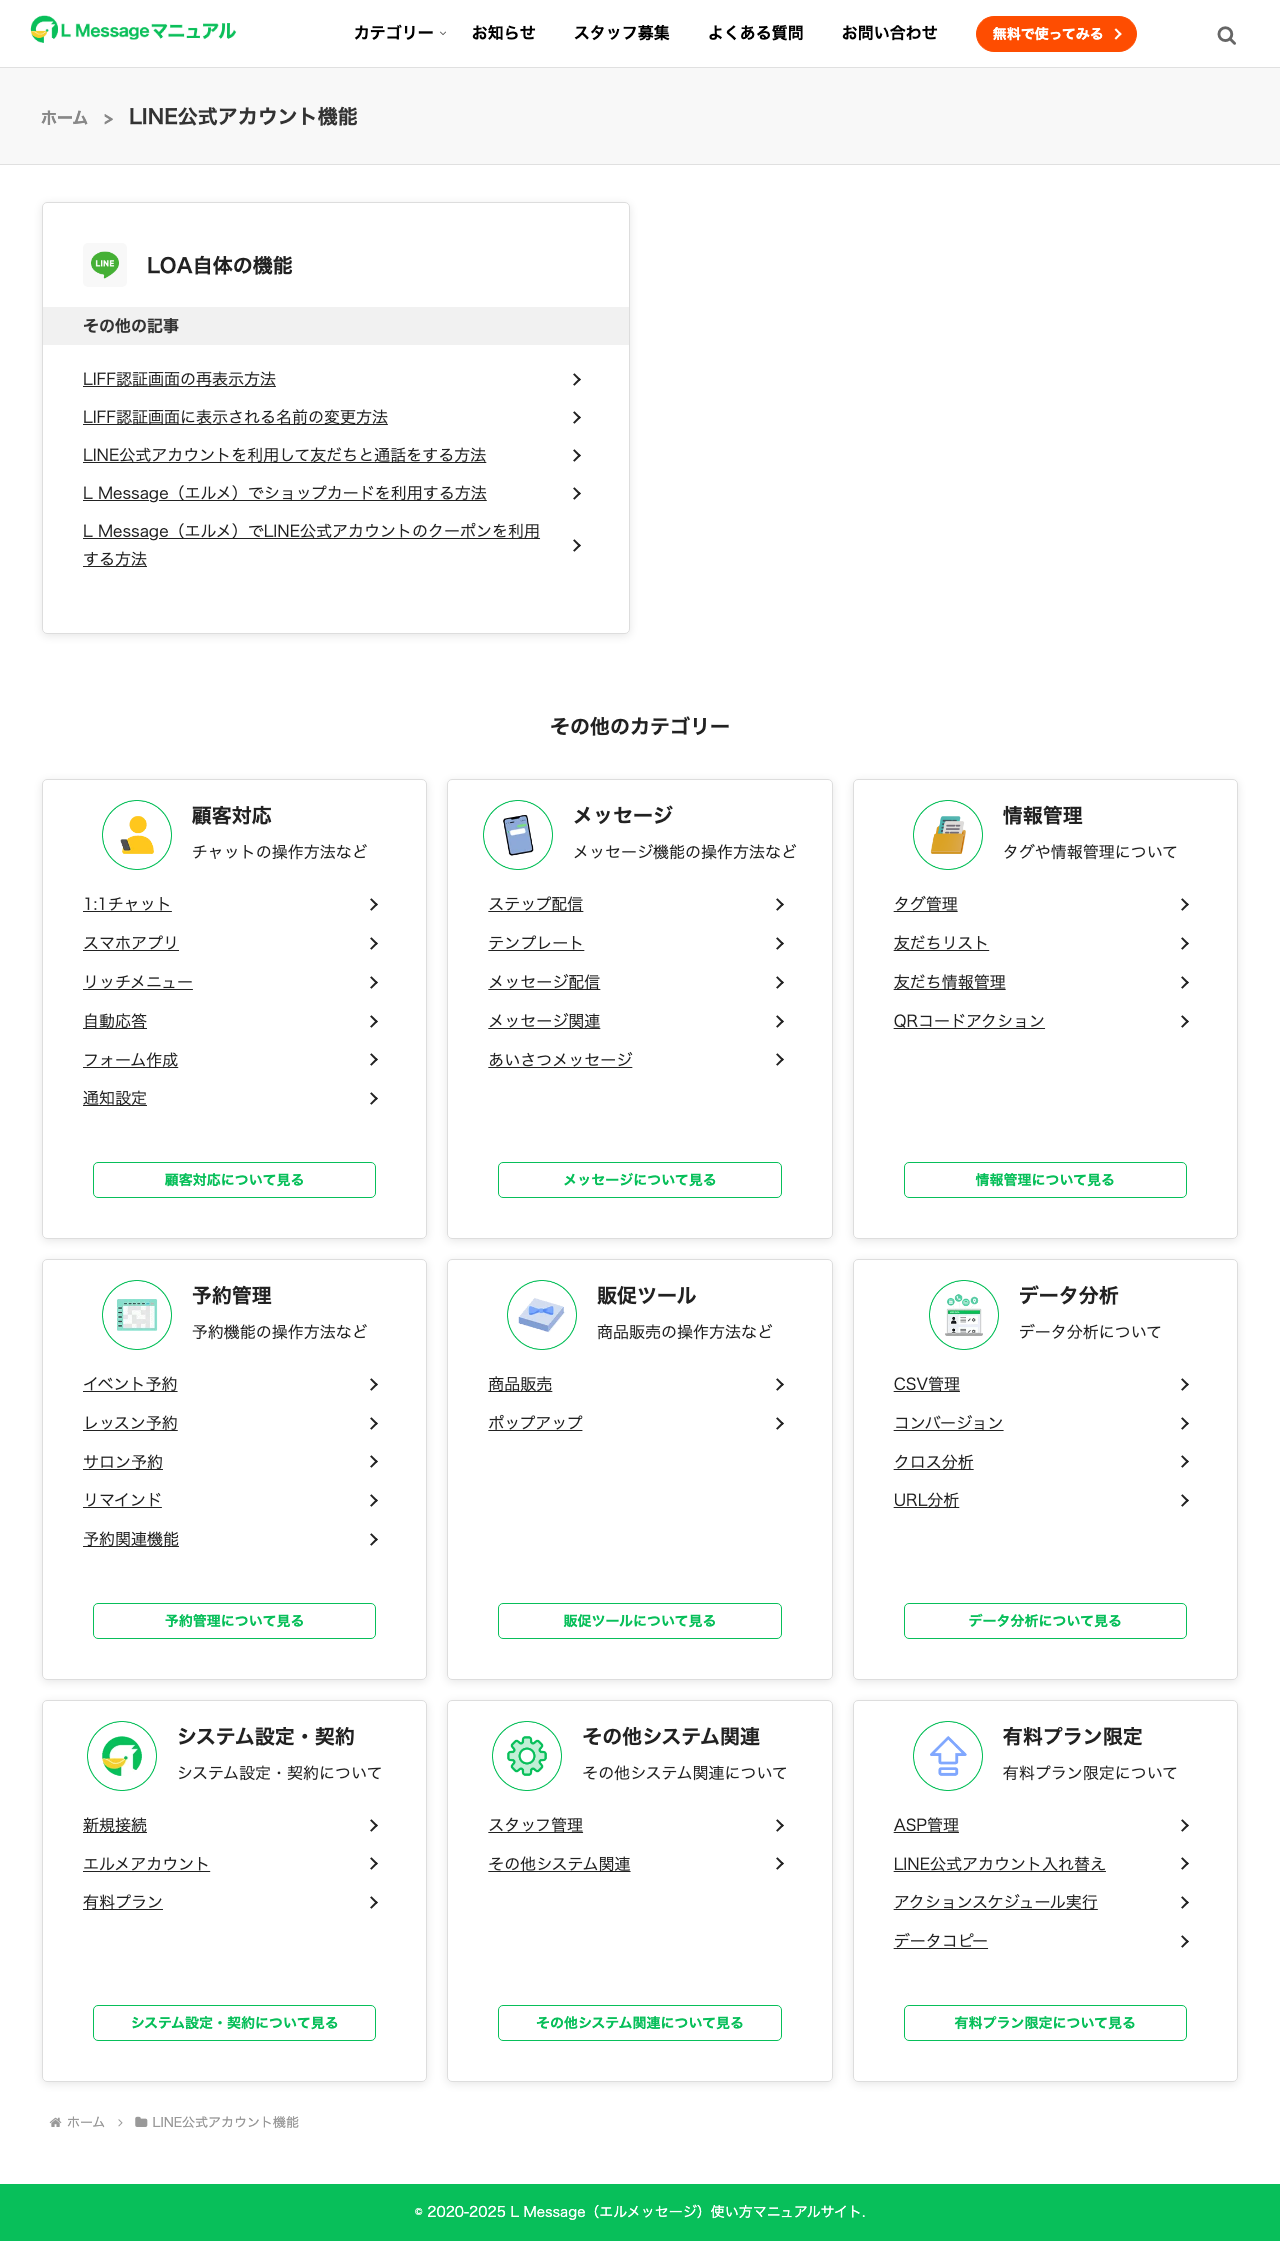 L Messageマニュアル
カテゴリー お知らせ スタッフ募集 よくある質問 お問い合わせ 無料で使ってみる
ホーム > LINE公式アカウント機能
LINE
LOA自体の機能
その他の記事
LIFF認証画面の再表示方法
LIFF認証画面に表示される名前の変更方法
LINE公式アカウントを利用して友だちと通話をする方法
L Message（エルメ）でショップカードを利用する方法
L Message（エルメ）でLINE公式アカウントのクーポンを利用
する方法
その他のカテゴリー
顧客対応
チャットの操作方法など
1:1チャット
スマホアプリ
リッチメニュー
自動応答
フォーム作成
通知設定
顧客対応について見る
メッセージ
メッセージ機能の操作方法など
ステップ配信
テンプレート
メッセージ配信
メッセージ関連
あいさつメッセージ
メッセージについて見る
情報管理
タグや情報管理について
タグ管理
友だちリスト
友だち情報管理
QRコードアクション
情報管理について見る
予約管理
予約機能の操作方法など
イベント予約
レッスン予約
サロン予約
リマインド
予約関連機能
予約管理について見る
販促ツール
商品販売の操作方法など
商品販売
ポップアップ
販促ツールについて見る
データ分析
データ分析について
CSV管理
コンバージョン
クロス分析
URL分析
データ分析について見る
システム設定・契約
システム設定・契約について
新規接続
エルメアカウント
有料プラン
システム設定・契約について見る
その他システム関連
その他システム関連について
スタッフ管理
その他システム関連
その他システム関連について見る
有料プラン限定
有料プラン限定について
ASP管理
LINE公式アカウント入れ替え
アクションスケジュール実行
データコピー
有料プラン限定について見る
ホーム > LINE公式アカウント機能
© 2020-2025 L Message（エルメッセージ）使い方マニュアルサイト.